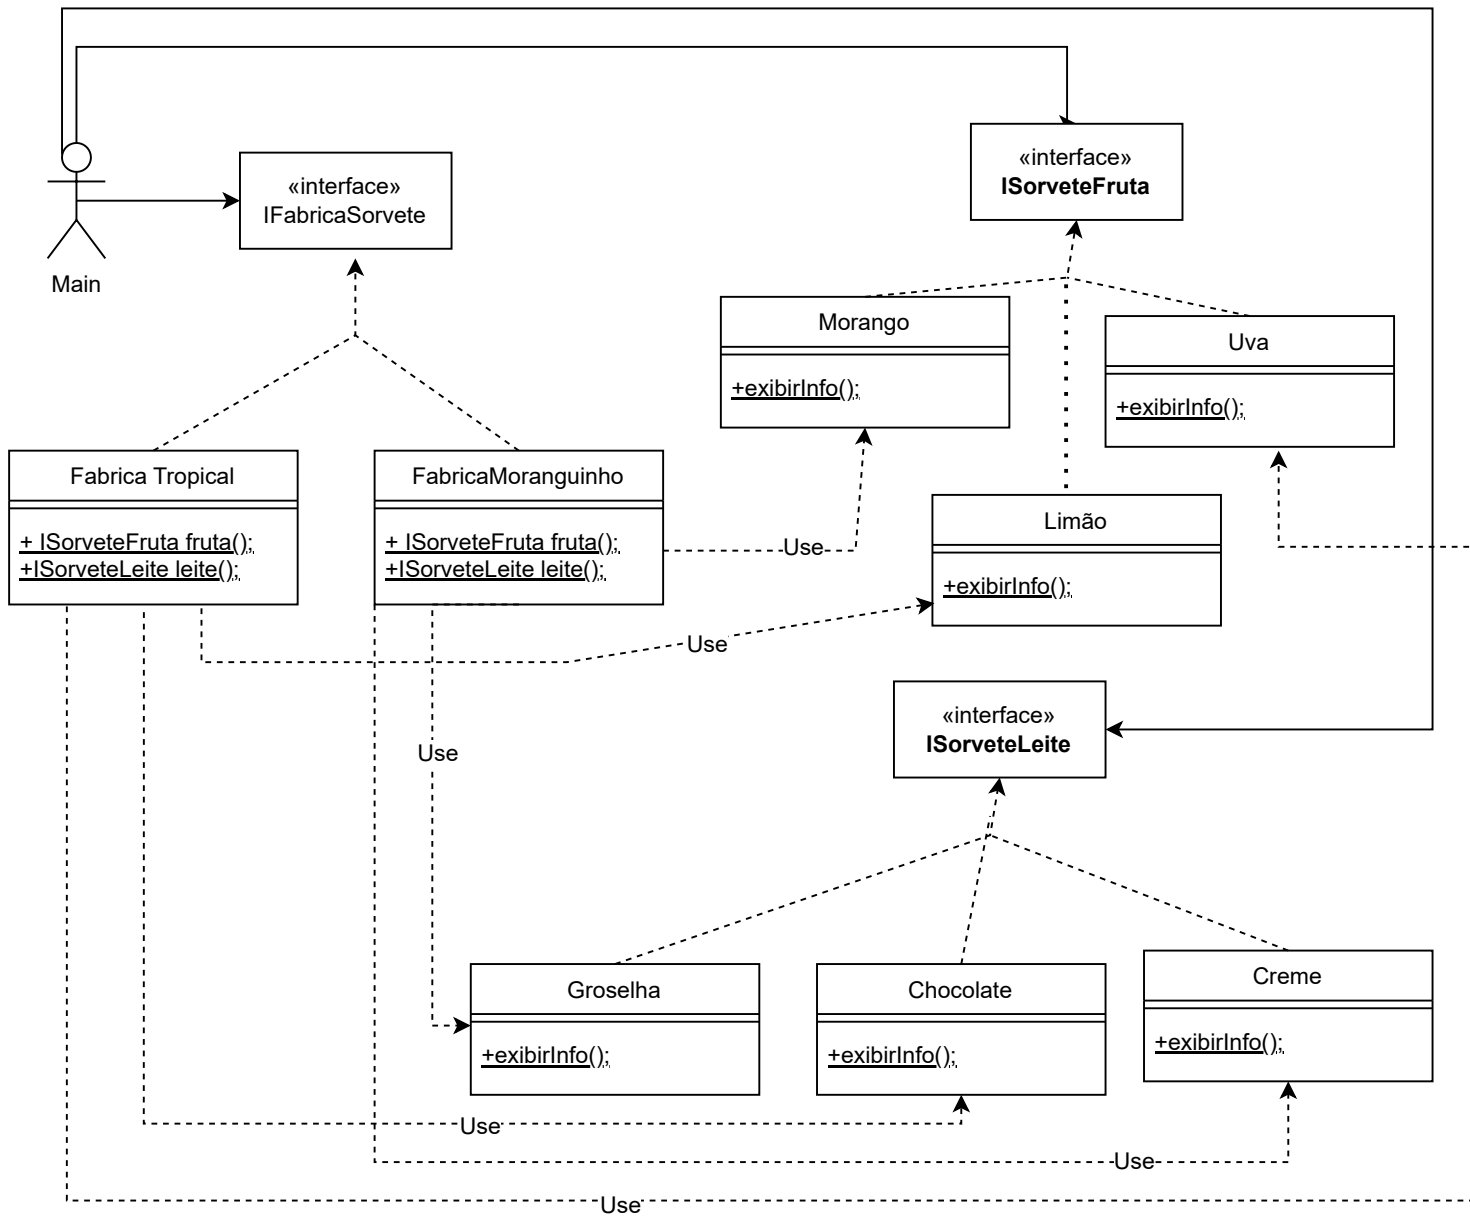 «interface»
ISorveteFruta
«interface»
IFabricaSorvete
Main
Morango
+exibirInfo();
Uva
+exibirInfo();
Fabrica Tropical
+ ISorveteFruta fruta();
+ISorveteLeite leite();
FabricaMoranguinho
+ ISorveteFruta fruta();
+ISorveteLeite leite();
Use
Limão
+exibirInfo();
Use
«interface»
ISorveteLeite
Use
Groselha
+exibirInfo();
Chocolate
+exibirInfo();
Creme
+exibirInfo();
Use
Use
Use